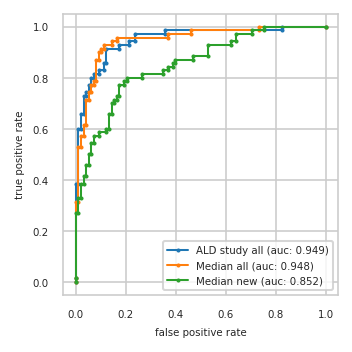 1.0
0.8
0.6
0.4
0.2
0.0
true positive rate
ALD study all (auc: 0.949)
Median all (auc: 0.948)
Median new (auc: 0.852)
0.0 0.2 0.4 0.6 0.8 1.0
false positive rate